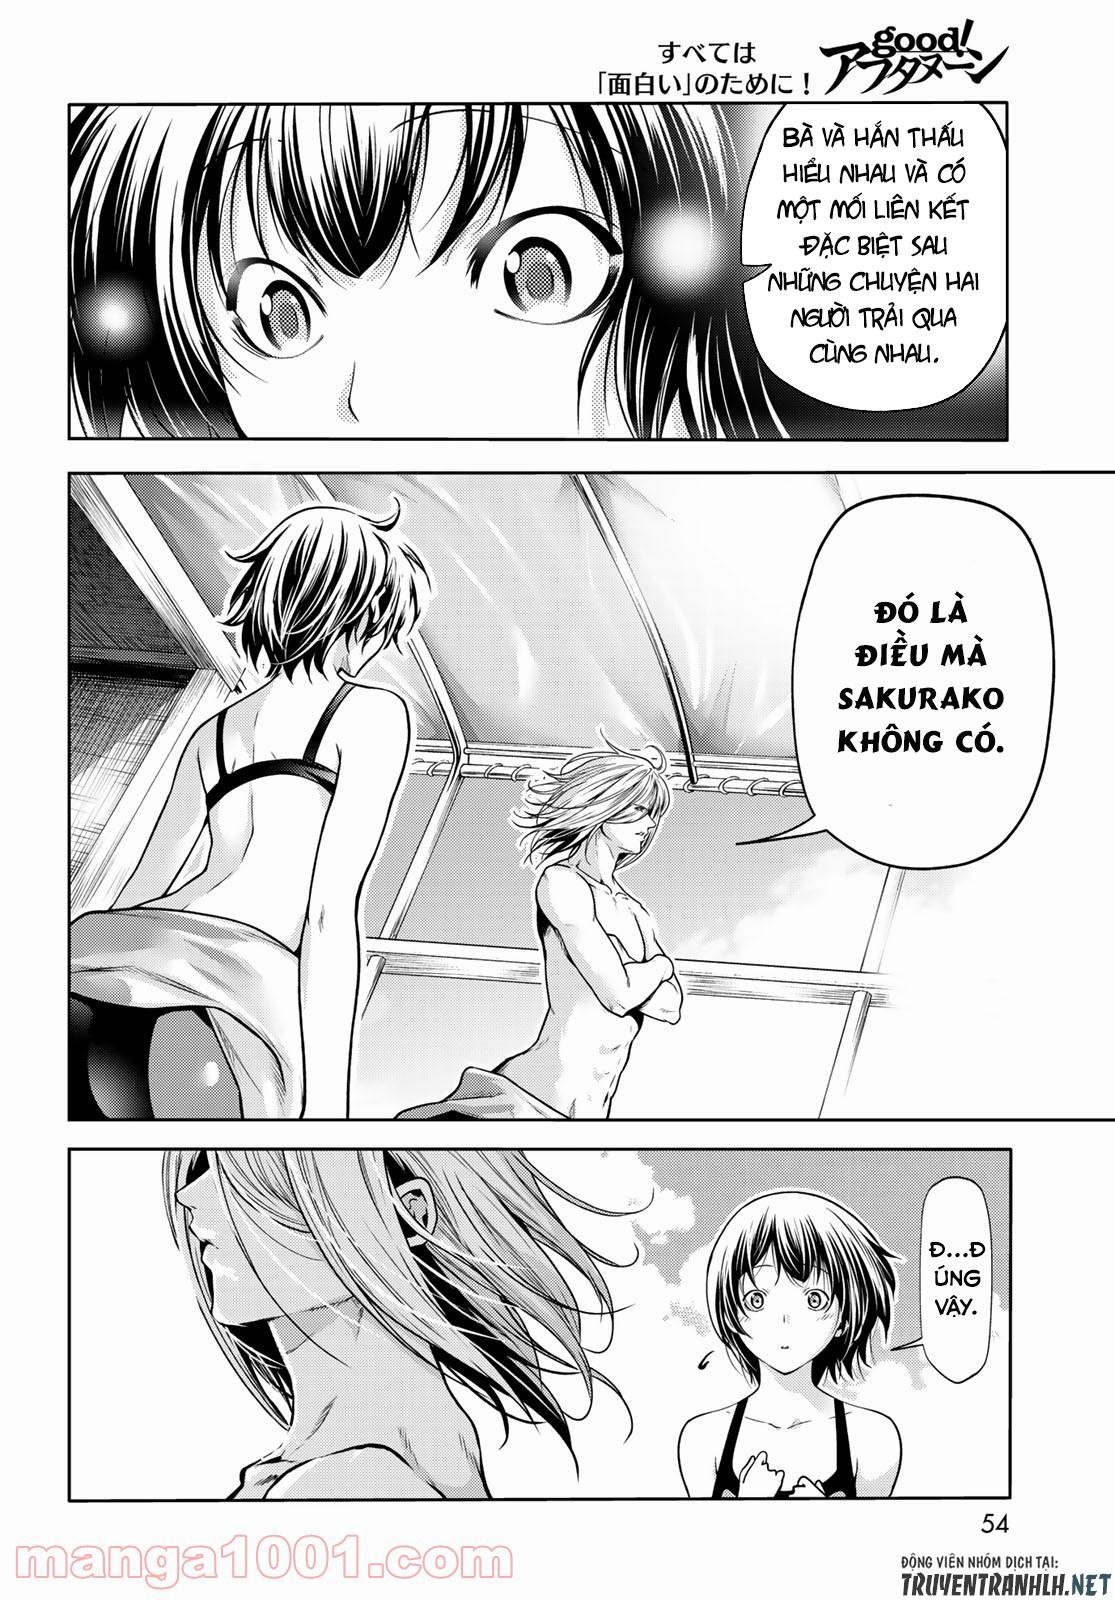 すべては
「面白い」のために！
good!
アフタヌーン
BÀ VÀ HẮN THẤU
HIỂU NHAU VÀ CÓ
MỘT MỐI LIÊN KẾT
ĐẶC BIỆT SAU
NHỮNG CHUYỆN HAI
NGƯỜI TRẢI QUA
CÙNG NHAU.
ĐÓ LÀ
ĐIỀU MÀ
SAKURAKO
KHÔNG CÓ.
Đ...Đ
ÚNG
VẬY.
54
manga1001.com
ĐỘNG VIÊN NHÓM DỊCH TẠI:
TRUYENTRANHLH.NET